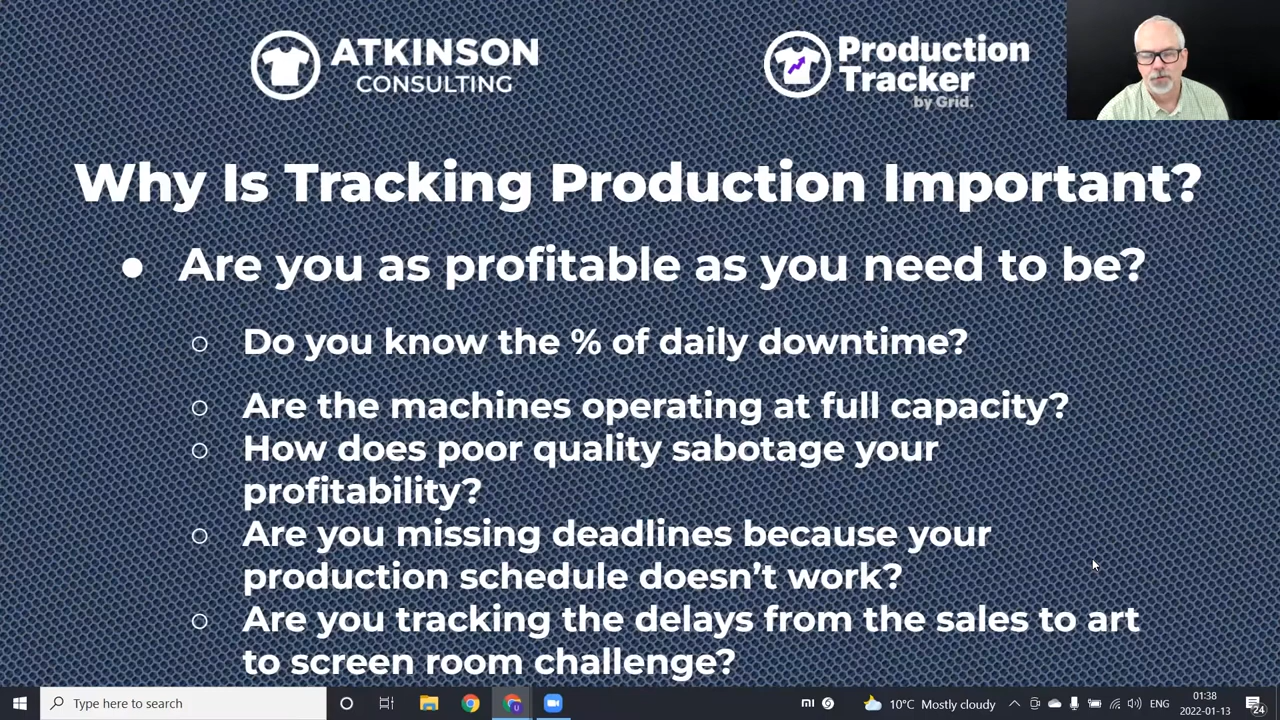 ATKINSON
CONSULTING
Production
Tracker
by Grid.
Why Is Tracking Production Important?
● Are you as profitable as you need to be?
○ Do you know the % of daily downtime?
○ Are the machines operating at full capacity?
○ How does poor quality sabotage your
profitability?
○ Are you missing deadlines because your
production schedule doesn’t work?
○ Are you tracking the delays from the sales to art
to screen room challenge?
Type here to search
10°C Mostly cloudy
ENG
01:38
2022-01-13
24